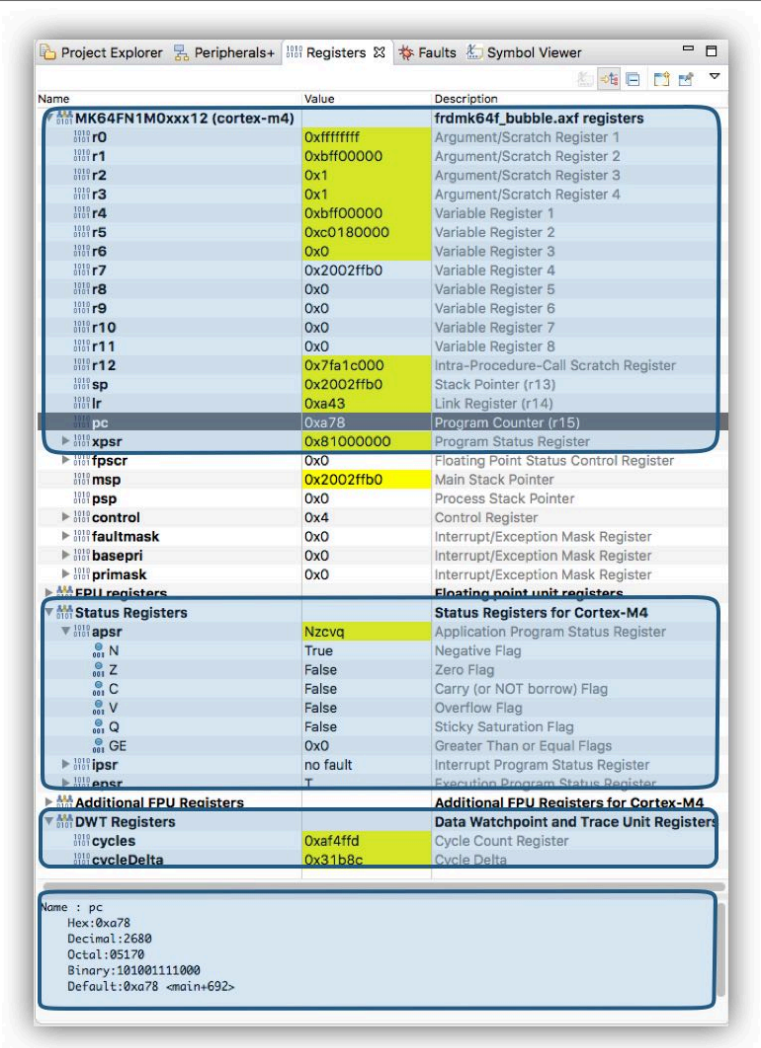 Project Explorer Peripherals+ Registers Faults Symbol Viewer
Name Value Description
MK64FN1M0xxx12 (cortex-m4) frdmk64f_bubble.axf registers
r0 0xffffffff Argument/Scratch Register 1
r1 0xbff00000 Argument/Scratch Register 2
r2 0x1 Argument/Scratch Register 3
r3 0x1 Argument/Scratch Register 4
r4 0xbff00000 Variable Register 1
r5 0xc0180000 Variable Register 2
r6 0x0 Variable Register 3
r7 0x2002ffb0 Variable Register 4
r8 0x0 Variable Register 5
r9 0x0 Variable Register 6
r10 0x0 Variable Register 7
r11 0x0 Variable Register 8
r12 0x7fa1c000 Intra-Procedure-Call Scratch Register
sp 0x2002ffb0 Stack Pointer (r13)
lr 0xa43 Link Register (r14)
pc 0xa78 Program Counter (r15)
xpsr 0x81000000 Program Status Register
fpscr 0x0 Floating Point Status Control Register
msp 0x2002ffb0 Main Stack Pointer
psp 0x0 Process Stack Pointer
control 0x4 Control Register
faultmask 0x0 Interrupt/Exception Mask Register
basepri 0x0 Interrupt/Exception Mask Register
primask 0x0 Interrupt/Exception Mask Register
FPU registers Floating point unit registers
Status Registers Status Registers for Cortex-M4
apsr Nzcvq Application Program Status Register
N True Negative Flag
Z False Zero Flag
C False Carry (or NOT borrow) Flag
V False Overflow Flag
Q False Sticky Saturation Flag
GE 0x0 Greater Than or Equal Flags
ipsr no fault Interrupt Program Status Register
epsr T Execution Program Status Register
Additional FPU Registers Additional FPU Registers for Cortex-M4
DWT Registers Data Watchpoint and Trace Unit Registers
cycles 0xaf4ffd Cycle Count Register
cycleDelta 0x31b8c Cycle Delta
Name : pc
Hex:0xa78
Decimal:2680
Octal:05170
Binary:101001111000
Default:0xa78 <main+692>